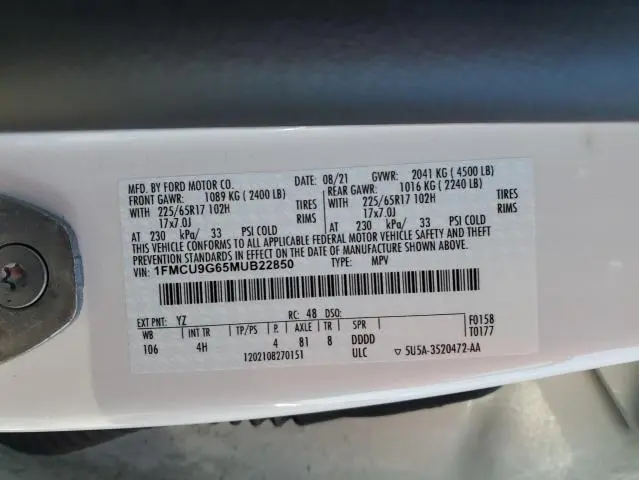 MFD. BY FORD MOTOR CO.
DATE: 08/21 GVWR: 2041 KG ( 4500 LB)
FRONT GAWR: 1089 KG ( 2400 LB)
REAR GAWR: 1016 KG ( 2240 LB)
WITH 225/65R17 102H TIRES
WITH 225/65R17 102H TIRES
17x7.0J RIMS
17x7.0J RIMS
AT 230 kPa/ 33 PSI COLD
AT 230 kPa/ 33 PSI COLD
THIS VEHICLE CONFORMS TO ALL APPLICABLE FEDERAL MOTOR VEHICLE SAFETY AND THEFT
PREVENTION STANDARDS IN EFFECT ON THE DATE OF MANUFACTURE SHOWN ABOVE.
VIN: 1FMCU9G65MUB22850 TYPE: MPV
EXT PNT: YZ RC: 48 DSO: F0158
WB INT TR TP/PS R. AXLE TR SPR T0177
106 4H 4 81 8 DDDD
1202108270151 ULC ▽ 5U5A-3520472-AA